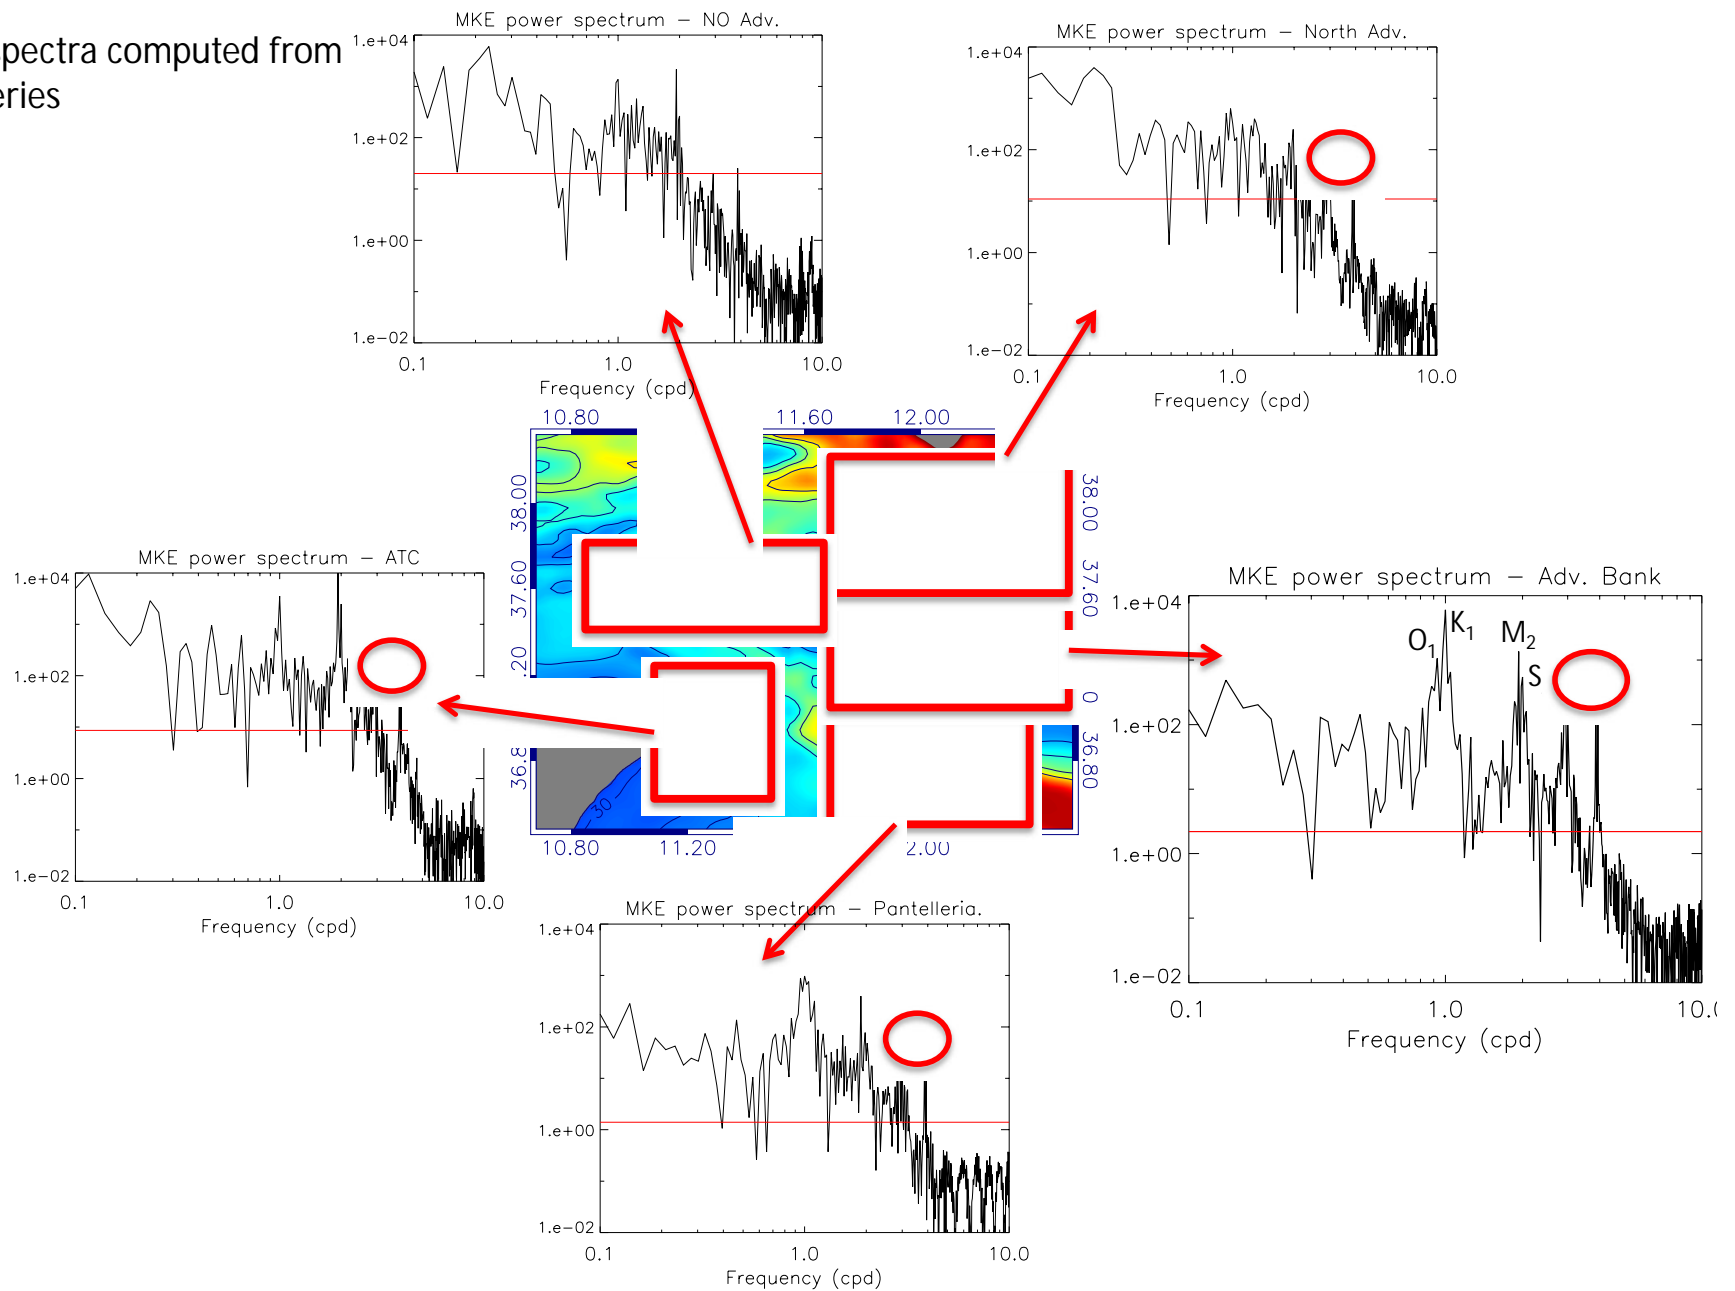 spectra computed from
eries
MKE power spectrum – NO Adv.
1.e+04
1.e+02
1.e+00
1.e−02
0.1 1.0 10.0
Frequency (cpd)
MKE power spectrum – North Adv.
1.e+04
1.e+02
1.e+00
1.e−02
0.1 1.0 10.0
Frequency (cpd)
10.80 11.60 12.00
38.00
37.60
.20
36.8
38.00
37.60
0
36.80
30
10.80 11.20 2.00
MKE power spectrum – ATC
1.e+04
1.e+02
1.e+00
1.e−02
0.1 1.0 10.0
Frequency (cpd)
MKE power spectrum – Adv. Bank
1.e+04
O₁ K₁ M₂ S
1.e+02
1.e+00
1.e−02
0.1 1.0 10.0
Frequency (cpd)
MKE power spectrum – Pantelleria.
1.e+04
1.e+02
1.e+00
1.e−02
0.1 1.0 10.0
Frequency (cpd)